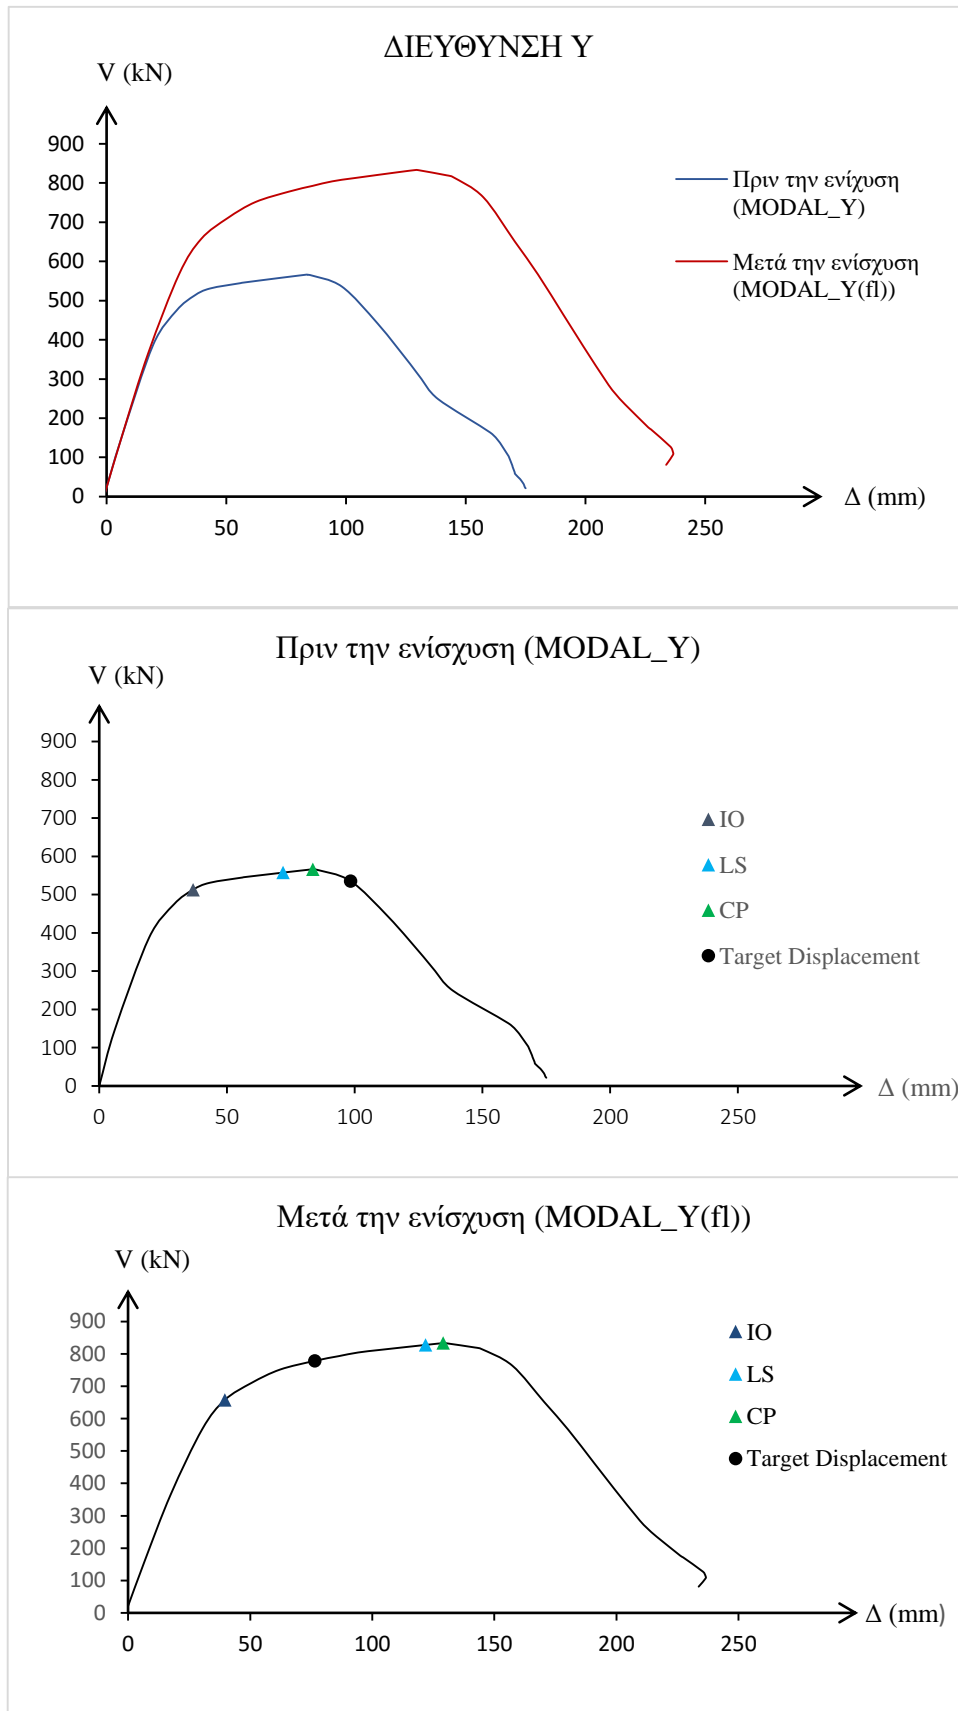 ΔΙΕΥΘΥΝΣΗ Υ
V (kN)
900
800
700
600
500
400
300
200
100
0
0 50 100 150 200 250
Δ (mm)
Πριν την ενίχυση
(MODAL_Y)
Μετά την ενίσχυση
(MODAL_Y(fl))
Πριν την ενίσχυση (MODAL_Y)
V (kN)
900
800
700
600
500
400
300
200
100
0
0 50 100 150 200 250
Δ (mm)
IO
LS
CP
Target Displacement
Μετά την ενίσχυση (MODAL_Y(fl))
V (kN)
900
800
700
600
500
400
300
200
100
0
0 50 100 150 200 250
Δ (mm)
IO
LS
CP
Target Displacement